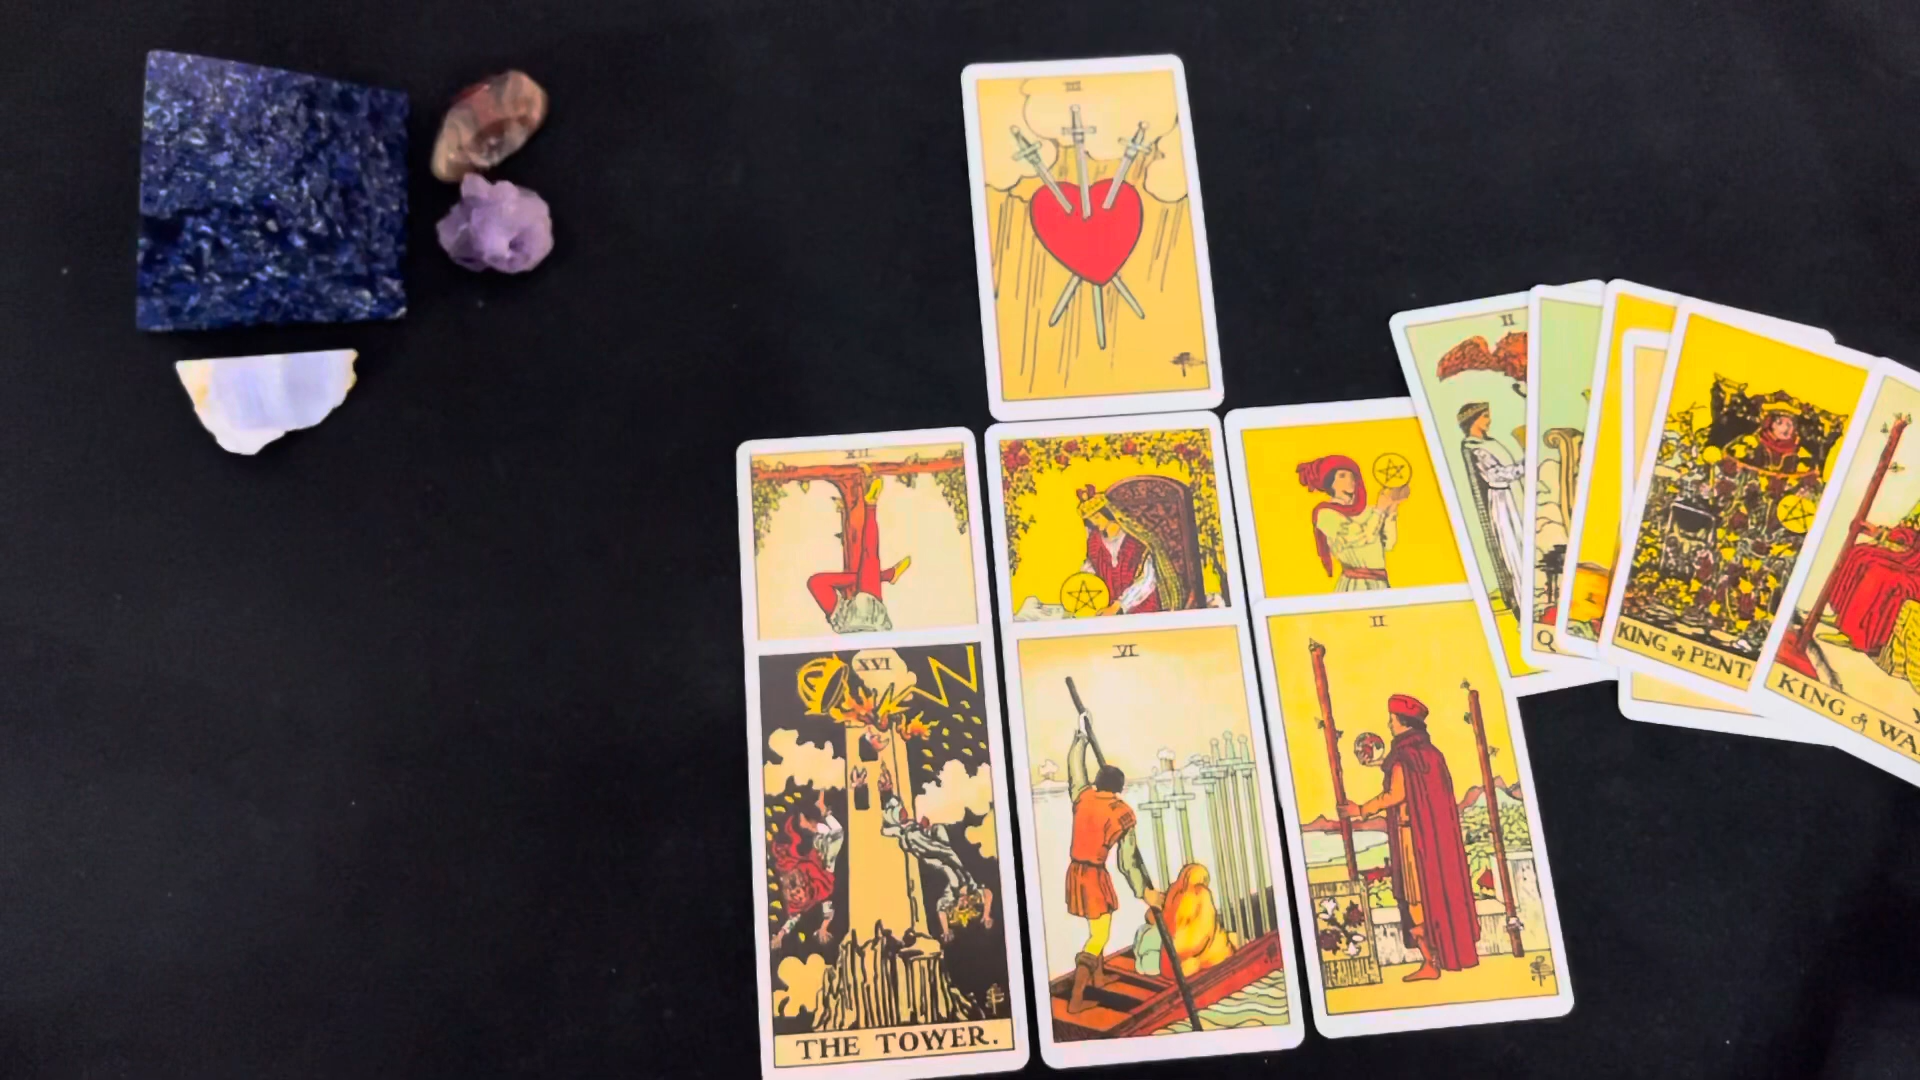 III
XII
II
XVI
THE TOWER.
VI
II
Q
KING of PENT
KING of WA